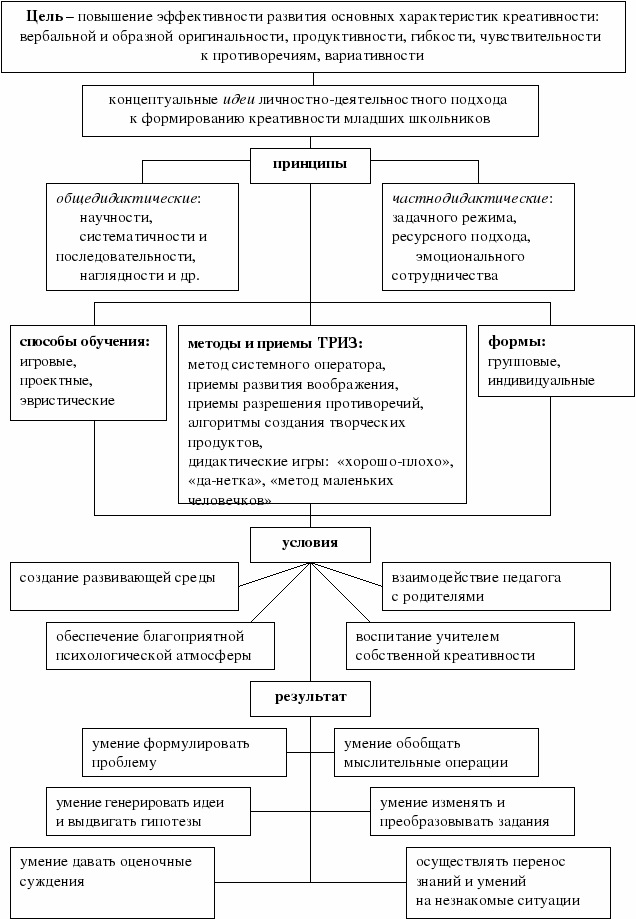 Цель – повышение эффективности развития основных характеристик креативности:
вербальной и образной оригинальности, продуктивности, гибкости, чувствительности
к противоречиям, вариативности
концептуальные идеи личностно-деятельностного подхода
к формированию креативности младших школьников
принципы
общедидактические:
научности,
систематичности и
последовательности,
наглядности и др.
частнодидактические:
задачного режима,
ресурсного подхода,
эмоционального
сотрудничества
способы обучения:
игровые,
проектные,
эвристические
методы и приемы ТРИЗ:
метод системного оператора,
приемы развития воображения,
приемы разрешения противоречий,
алгоритмы создания творческих
продуктов,
дидактические игры: «хорошо-плохо»,
«да-нетка», «метод маленьких
человечков»
формы:
групповые,
индивидуальные
условия
создание развивающей среды
взаимодействие педагога
с родителями
обеспечение благоприятной
психологической атмосферы
воспитание учителем
собственной креативности
результат
умение формулировать
проблему
умение обобщать
мыслительные операции
умение генерировать идеи
и выдвигать гипотезы
умение изменять и
преобразовывать задания
умение давать оценочные
суждения
осуществлять перенос
знаний и умений
на незнакомые ситуации